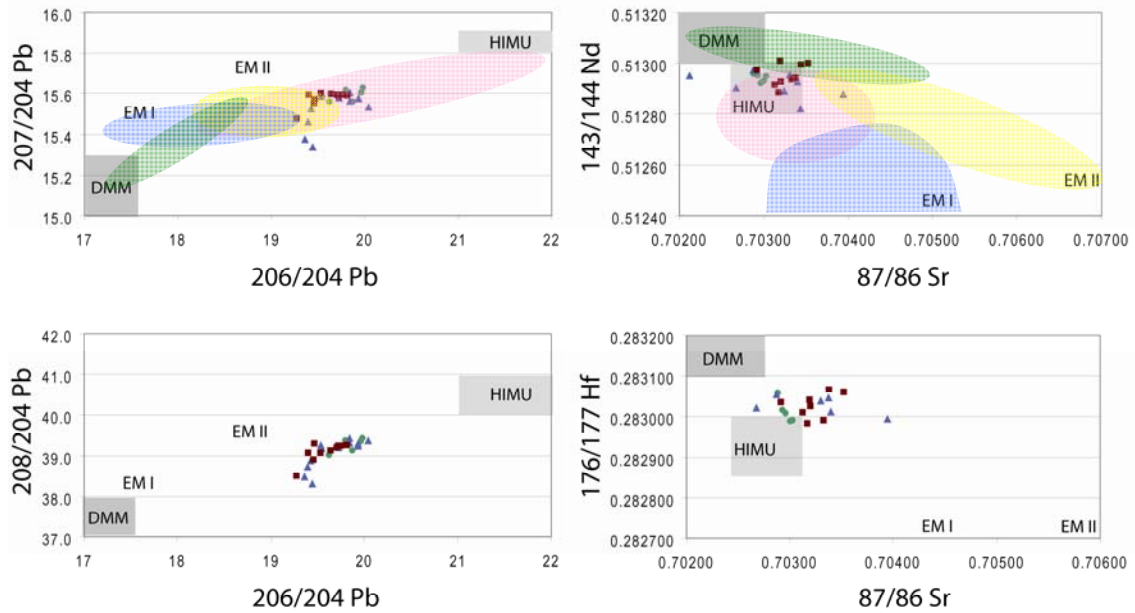 16.0
15.8
15.6
15.4
15.2
15.0
207/204 Pb
HIMU
EM II
EM I
DMM
17 18 19 20 21 22
206/204 Pb
0.51320
0.51300
0.51280
0.51260
0.51240
143/144 Nd
DMM
HIMU
EM I
EM II
0.70200 0.70300 0.70400 0.70500 0.70600 0.70700
87/86 Sr
42.0
41.0
40.0
39.0
38.0
37.0
208/204 Pb
HIMU
EM II
EM I
DMM
17 18 19 20 21 22
206/204 Pb
0.283200
0.283100
0.283000
0.282900
0.282800
0.282700
176/177 Hf
DMM
HIMU
EM I
EM II
0.70200 0.70300 0.70400 0.70500 0.70600
87/86 Sr